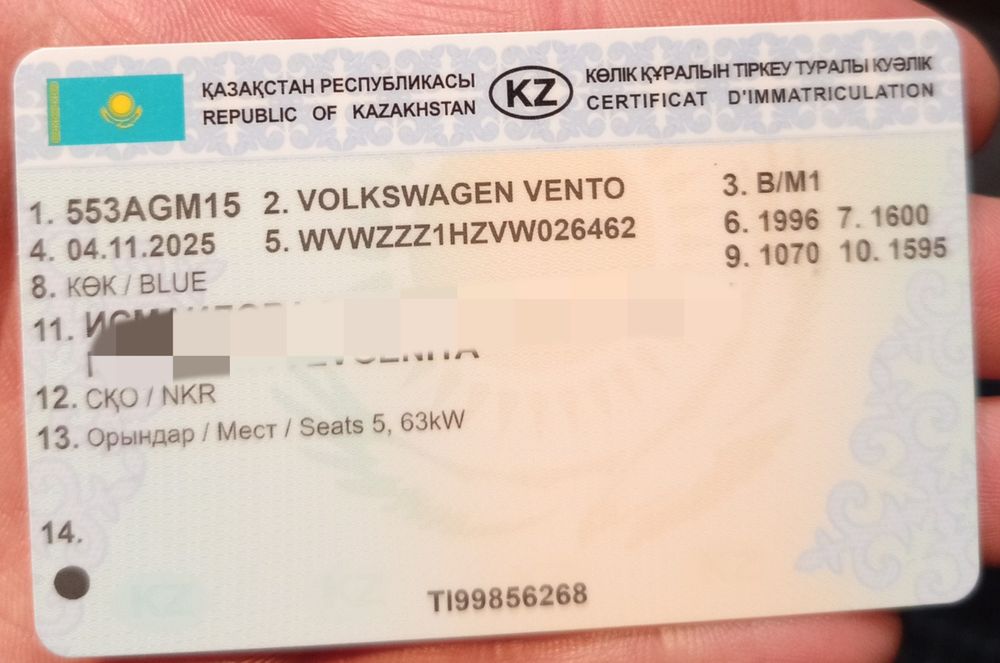 ҚАЗАҚСТАН РЕСПУБЛИКАСЫ
REPUBLIC OF KAZAKHSTAN
KZ
КӨЛІК ҚҰРАЛЫН ТІРКЕУ ТУРАЛЫ КУӘЛІК
CERTIFICAT D'IMMATRICULATION
1. 553AGM15 2. VOLKSWAGEN VENTO 3. B/M1
4. 04.11.2025 5. WVWZZZ1HZVW026462 6. 1996 7. 1600
8. КӨК / BLUE 9. 1070 10. 1595
11.
12. СҚО / NKR
13. Орындар / Мест / Seats 5, 63kW
14.
TI99856268